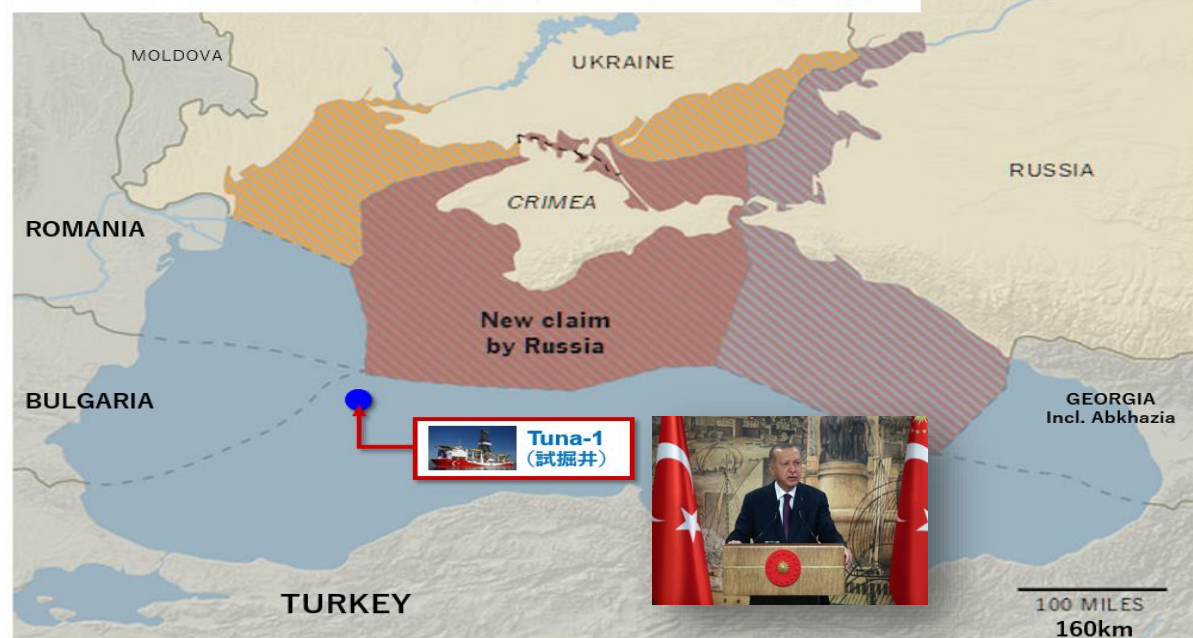 MOLDOVA
UKRAINE
RUSSIA
CRIMEA
ROMANIA
New claim
by Russia
BULGARIA
GEORGIA
Incl. Abkhazia
Tuna-1
（試掘井）
TURKEY
100 MILES
160km